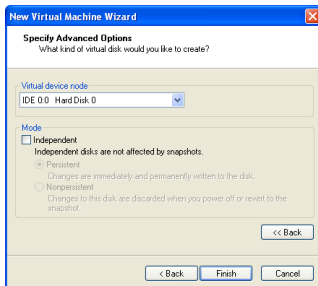 New Virtual Machine Wizard
Specify Advanced Options
What kind of virtual disk would you like to create?
Virtual device node
IDE 0:0 Hard Disk 0
Mode
Independent
Independent disks are not affected by snapshots.
Persistent
Changes are immediately and permanently written to the disk.
Nonpersistent
Changes to this disk are discarded when you power off or revert to the
snapshot.
<< Back
< Back Finish Cancel